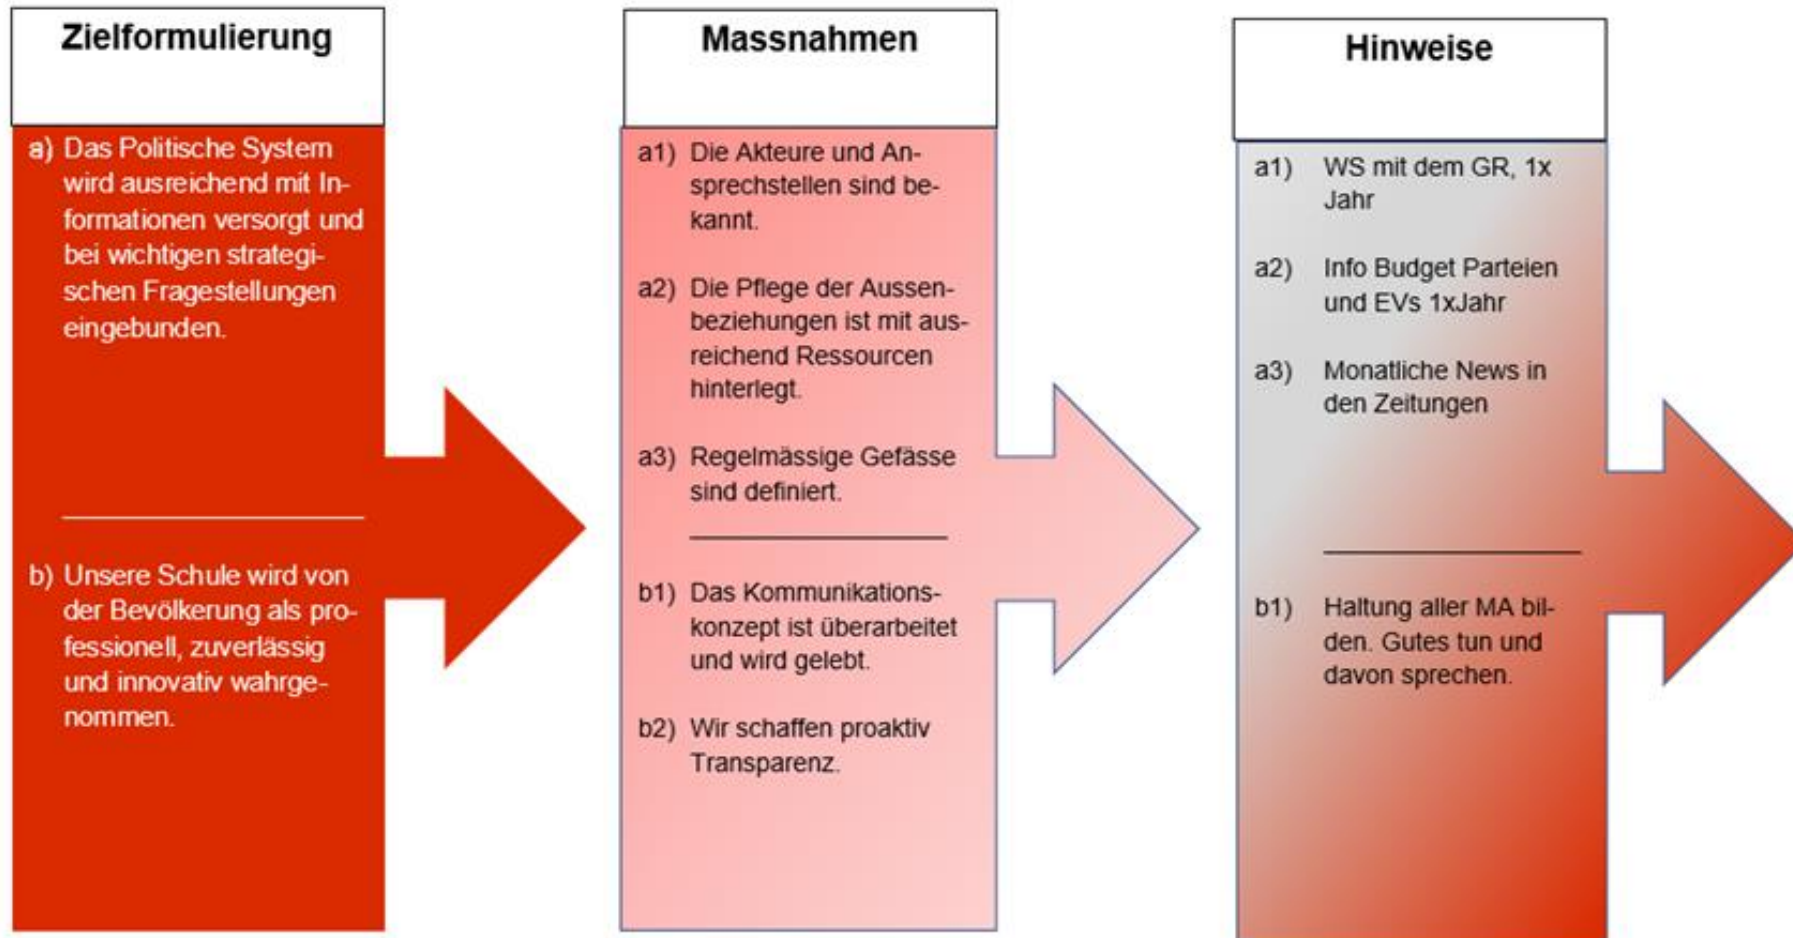 Zielformulierung
a) Das Politische System
wird ausreichend mit In-
formationen versorgt und
bei wichtigen strategi-
schen Fragestellungen
eingebunden.
b) Unsere Schule wird von
der Bevölkerung als pro-
fessionell, zuverlässig
und innovativ wahrge-
nommen.
Massnahmen
a1) Die Akteure und An-
sprechstellen sind be-
kannt.
a2) Die Pflege der Aussen-
beziehungen ist mit aus-
reichend Ressourcen
hinterlegt.
a3) Regelmässige Gefässe
sind definiert.
b1) Das Kommunikations-
konzept ist überarbeitet
und wird gelebt.
b2) Wir schaffen proaktiv
Transparenz.
Hinweise
a1) WS mit dem GR, 1x
Jahr
a2) Info Budget Parteien
und EVs 1xJahr
a3) Monatliche News in
den Zeitungen
b1) Haltung aller MA bil-
den. Gutes tun und
davon sprechen.